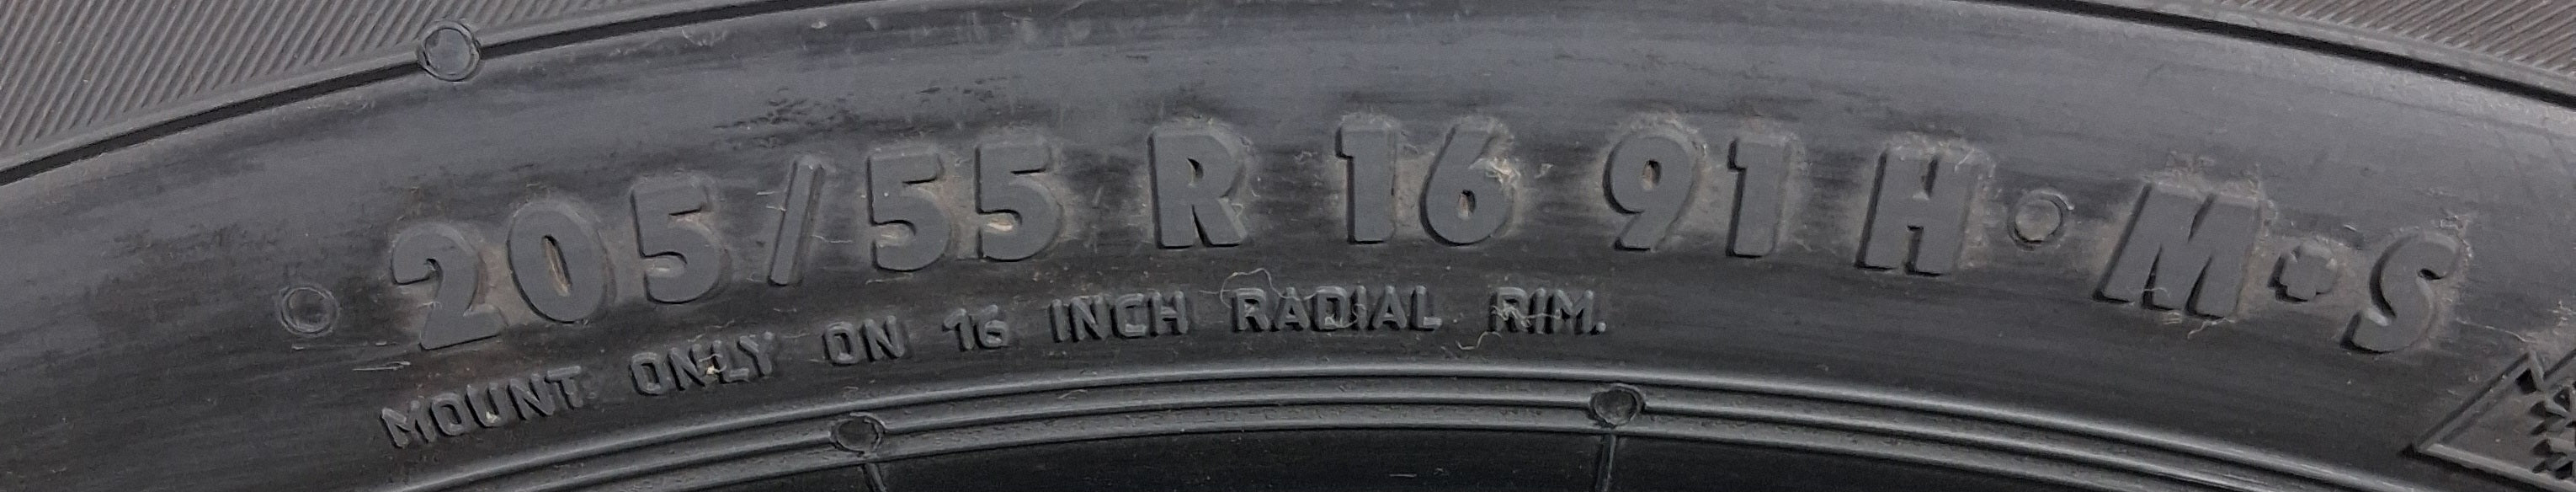 205/55 R 16 91 H · M+S
MOUNT ONLY ON 16 INCH RADIAL RIM.